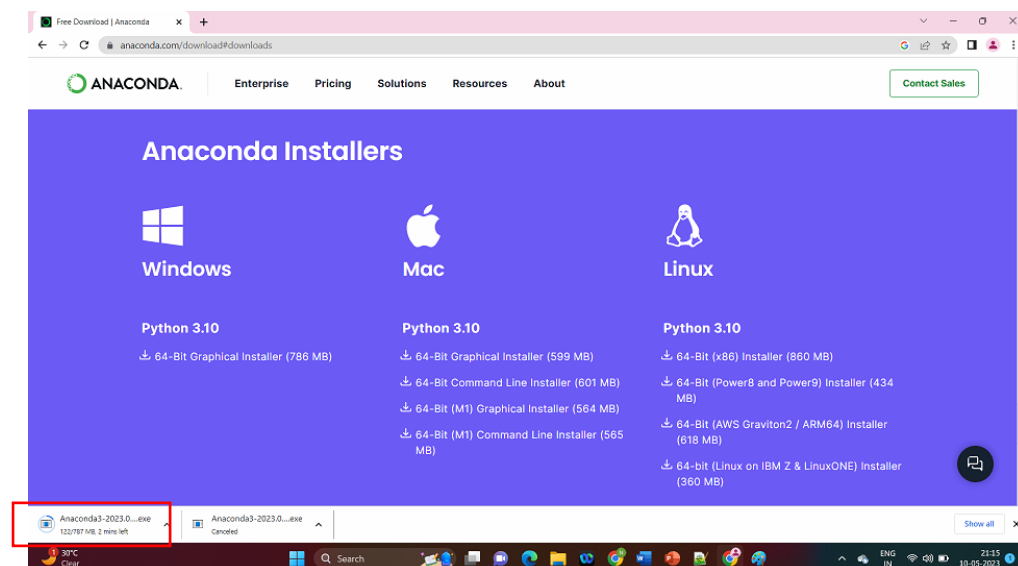 Free Download | Anaconda
anaconda.com/download#downloads
ANACONDA.
Enterprise
Pricing
Solutions
Resources
About
Contact Sales
Anaconda Installers
Windows
Mac
Linux
Python 3.10
64-Bit Graphical Installer (786 MB)
Python 3.10
64-Bit Graphical Installer (599 MB)
64-Bit Command Line Installer (601 MB)
64-Bit (M1) Graphical Installer (564 MB)
64-Bit (M1) Command Line Installer (565
MB)
Python 3.10
64-Bit (x86) Installer (860 MB)
64-Bit (Power8 and Power9) Installer (434
MB)
64-Bit (AWS Graviton2 / ARM64) Installer
(618 MB)
64-bit (Linux on IBM Z & LinuxONE) Installer
(360 MB)
Anaconda3-2023.0....exe
122/787 MB, 2 mins left
Anaconda3-2023.0....exe
Canceled
Show all
1
30°C
Clear
Search
ENG
IN
21:15
10-05-2023